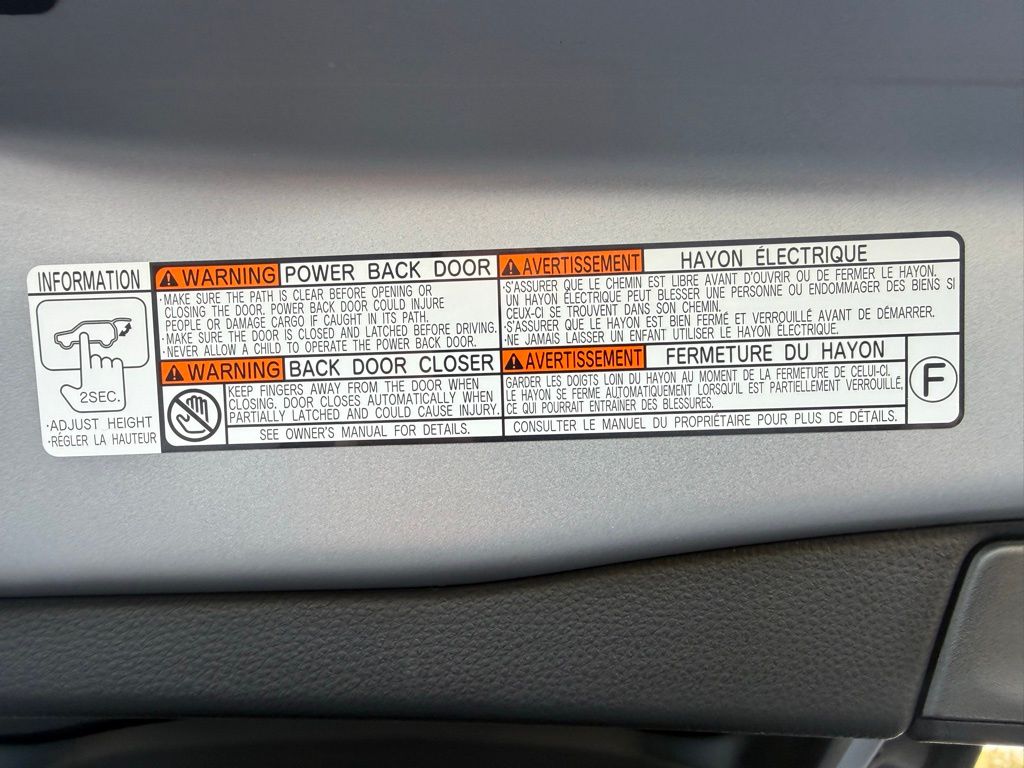 INFORMATION
2SEC.
·ADJUST HEIGHT
·RÉGLER LA HAUTEUR
WARNING POWER BACK DOOR
·MAKE SURE THE PATH IS CLEAR BEFORE OPENING OR
CLOSING THE DOOR. POWER BACK DOOR COULD INJURE
PEOPLE OR DAMAGE CARGO IF CAUGHT IN ITS PATH.
·MAKE SURE THE DOOR IS CLOSED AND LATCHED BEFORE DRIVING.
·NEVER ALLOW A CHILD TO OPERATE THE POWER BACK DOOR.
WARNING BACK DOOR CLOSER
KEEP FINGERS AWAY FROM THE DOOR WHEN
CLOSING. DOOR CLOSES AUTOMATICALLY WHEN
PARTIALLY LATCHED AND COULD CAUSE INJURY.
SEE OWNER'S MANUAL FOR DETAILS.
AVERTISSEMENT HAYON ÉLECTRIQUE
·S'ASSURER QUE LE CHEMIN EST LIBRE AVANT D'OUVRIR OU DE FERMER LE HAYON.
UN HAYON ÉLECTRIQUE PEUT BLESSER UNE PERSONNE OU ENDOMMAGER DES BIENS SI
CEUX-CI SE TROUVENT DANS SON CHEMIN.
·S'ASSURER QUE LE HAYON EST BIEN FERMÉ ET VERROUILLÉ AVANT DE DÉMARRER.
·NE JAMAIS LAISSER UN ENFANT UTILISER LE HAYON ÉLECTRIQUE.
AVERTISSEMENT FERMETURE DU HAYON
GARDER LES DOIGTS LOIN DU HAYON AU MOMENT DE LA FERMETURE DE CELUI-CI.
LE HAYON SE FERME AUTOMATIQUEMENT LORSQU'IL EST PARTIELLEMENT VERROUILLÉ,
CE QUI POURRAIT ENTRAÎNER DES BLESSURES.
CONSULTER LE MANUEL DU PROPRIÉTAIRE POUR PLUS DE DÉTAILS.
F